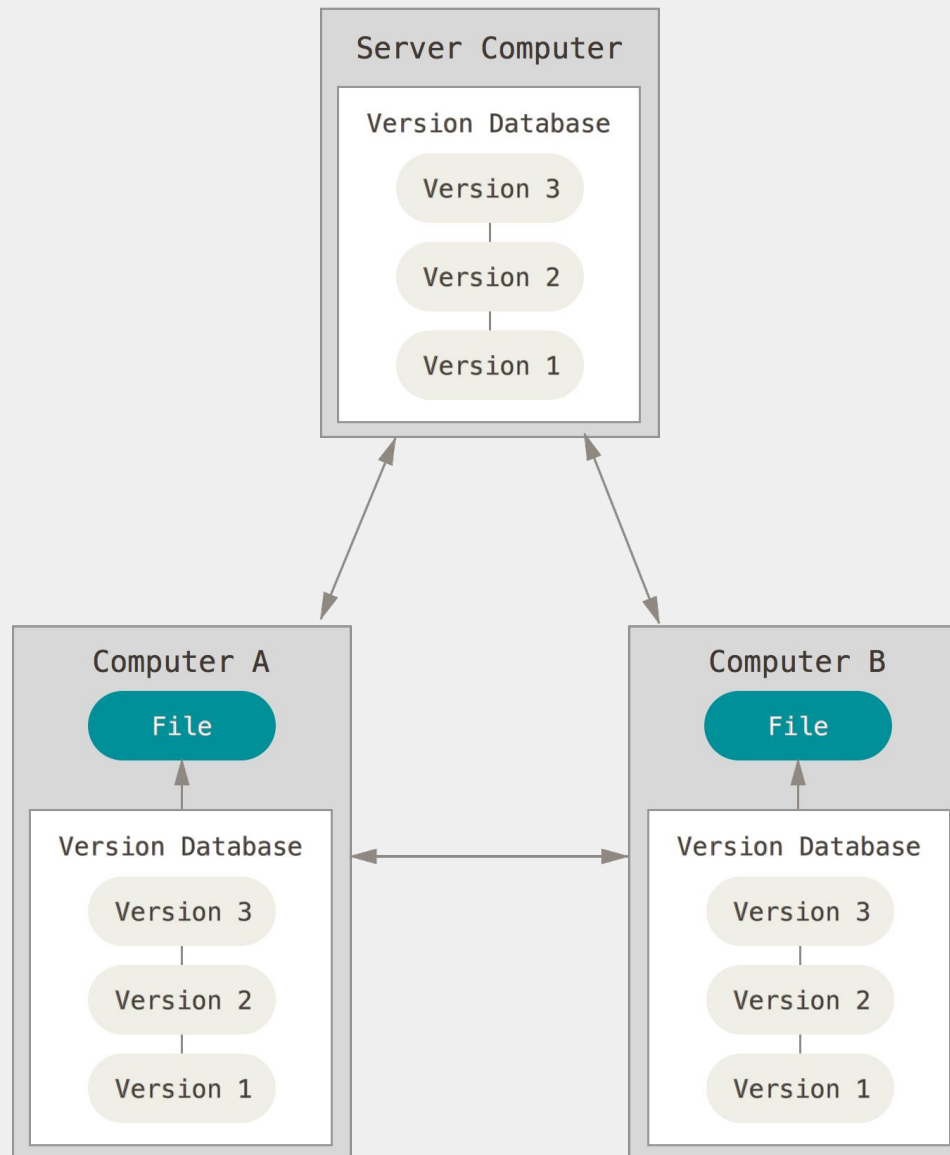 Server Computer
Version Database
Version 3
Version 2
Version 1
Computer A
File
Version Database
Version 3
Version 2
Version 1
Computer B
File
Version Database
Version 3
Version 2
Version 1